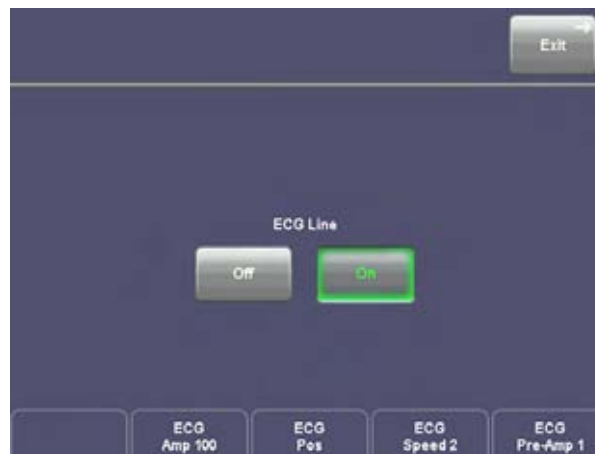 Exit
ECG Line
Off
On
ECG
Amp 100
ECG
Pos
ECG
Speed 2
ECG
Pre-Amp 1